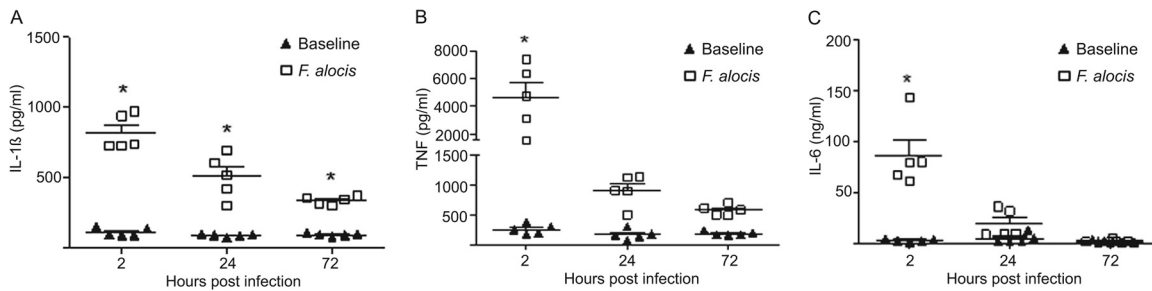 A
IL-1ß (pg/ml)
1500
1000
500
*
*
*
Baseline
F. alocis
2 24 72
Hours post infection
B
TNF (pg/ml)
8000
6000
4000
2000
1500
1000
500
*
Baseline
F. alocis
2 24 72
Hours post infection
C
IL-6 (ng/ml)
200
150
100
50
0
*
Baseline
F. alocis
2 24 72
Hours post infection